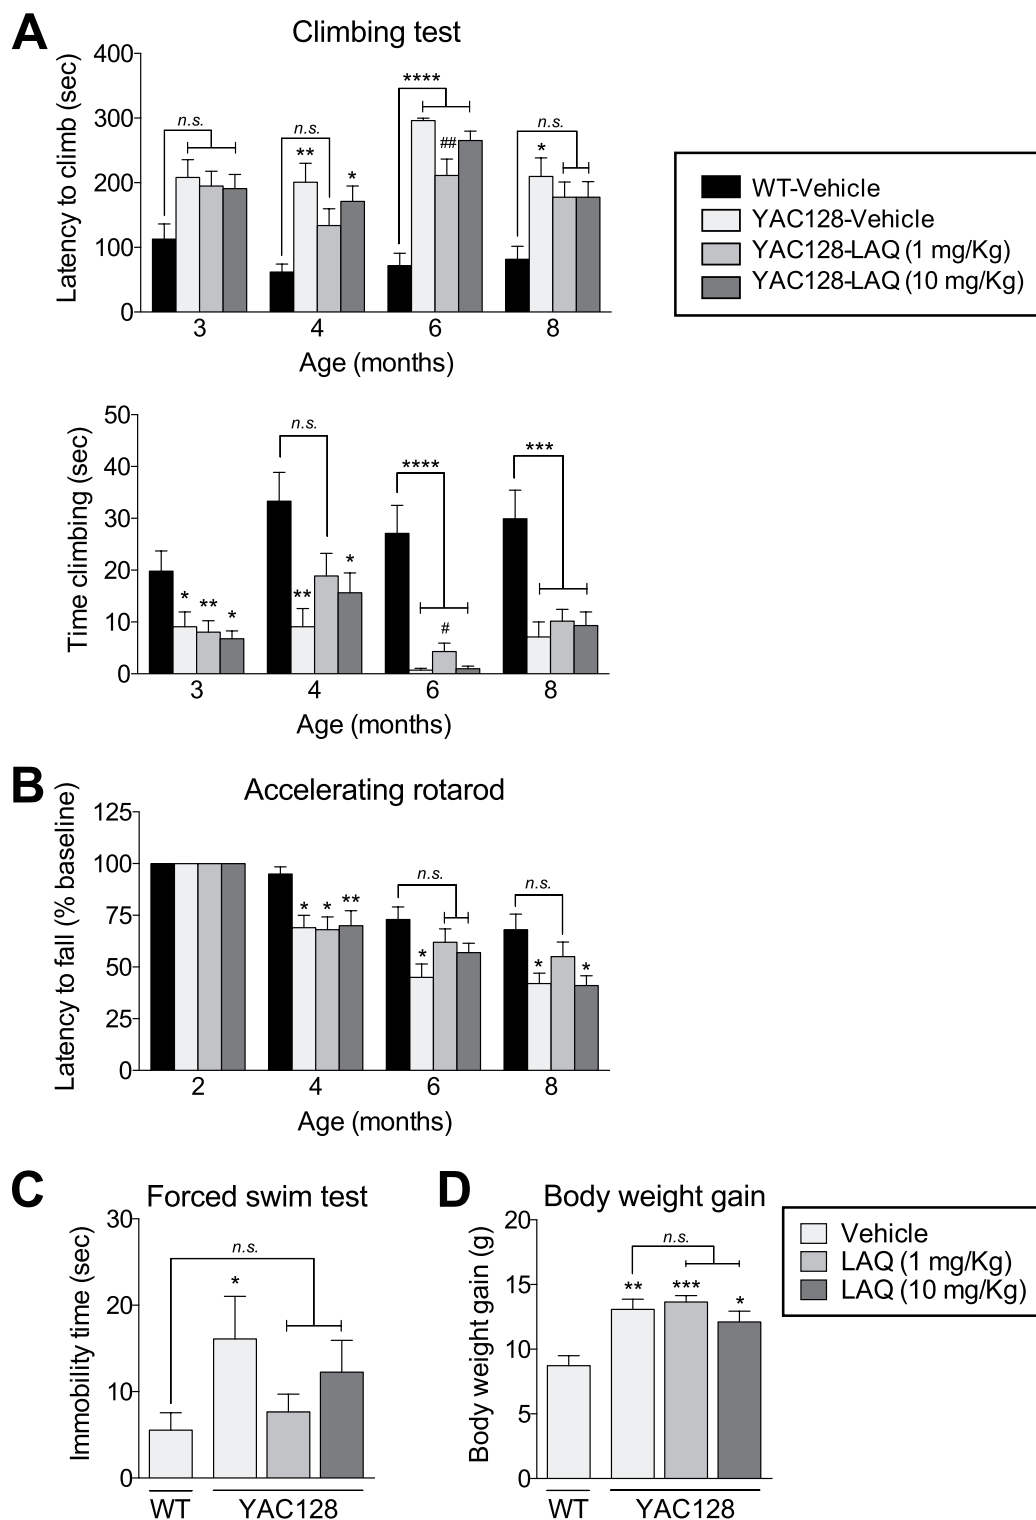 A
Climbing test
Latency to climb (sec)
400
300
200
100
0
n.s.
n.s.
**
*
****
##
n.s.
*
3
4
6
8
Age (months)
WT-Vehicle
YAC128-Vehicle
YAC128-LAQ (1 mg/Kg)
YAC128-LAQ (10 mg/Kg)
Time climbing (sec)
50
40
30
20
10
0
*
**
*
n.s.
**
*
****
#
***
3
4
6
8
Age (months)
B
Accelerating rotarod
Latency to fall (% baseline)
125
100
75
50
25
0
*
*
**
n.s.
*
n.s.
*
*
2
4
6
8
Age (months)
C
Forced swim test
Immobility time (sec)
30
20
10
0
n.s.
*
WT
YAC128
D
Body weight gain
Body weight gain (g)
20
15
10
5
0
n.s.
**
***
*
WT
YAC128
Vehicle
LAQ (1 mg/Kg)
LAQ (10 mg/Kg)